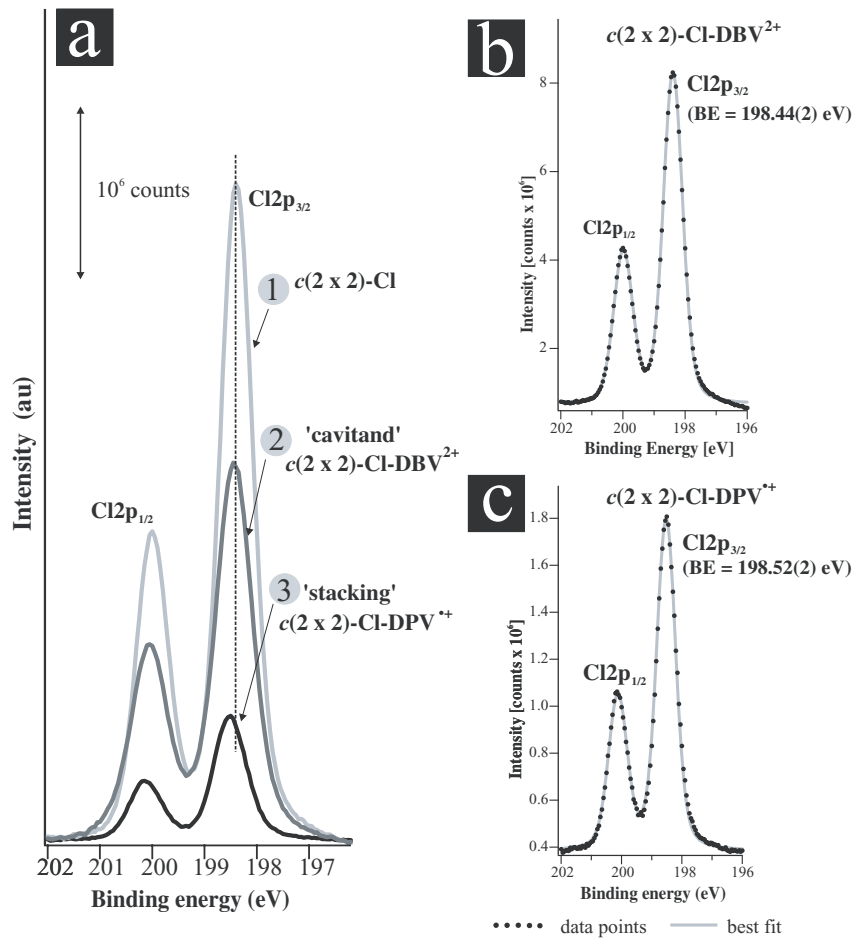 a
10⁶ counts
Cl2p₃/₂
1 c(2 x 2)-Cl
2 'cavitand'
c(2 x 2)-Cl-DBV²⁺
Cl2p₁/₂
3 'stacking'
c(2 x 2)-Cl-DPV•⁺
Intensity (au)
202 201 200 199 198 197
Binding energy (eV)
b
c(2 x 2)-Cl-DBV²⁺
Cl2p₃/₂
(BE = 198.44(2) eV)
Cl2p₁/₂
Intensity [counts x 10⁶]
8
6
4
2
202 200 198 196
Binding Energy [eV]
c
c(2 x 2)-Cl-DPV•⁺
Cl2p₃/₂
(BE = 198.52(2) eV)
Cl2p₁/₂
Intensity [counts x 10⁶]
1.8
1.6
1.4
1.2
1.0
0.8
0.6
0.4
202 200 198 196
Binding energy (eV)
data points best fit